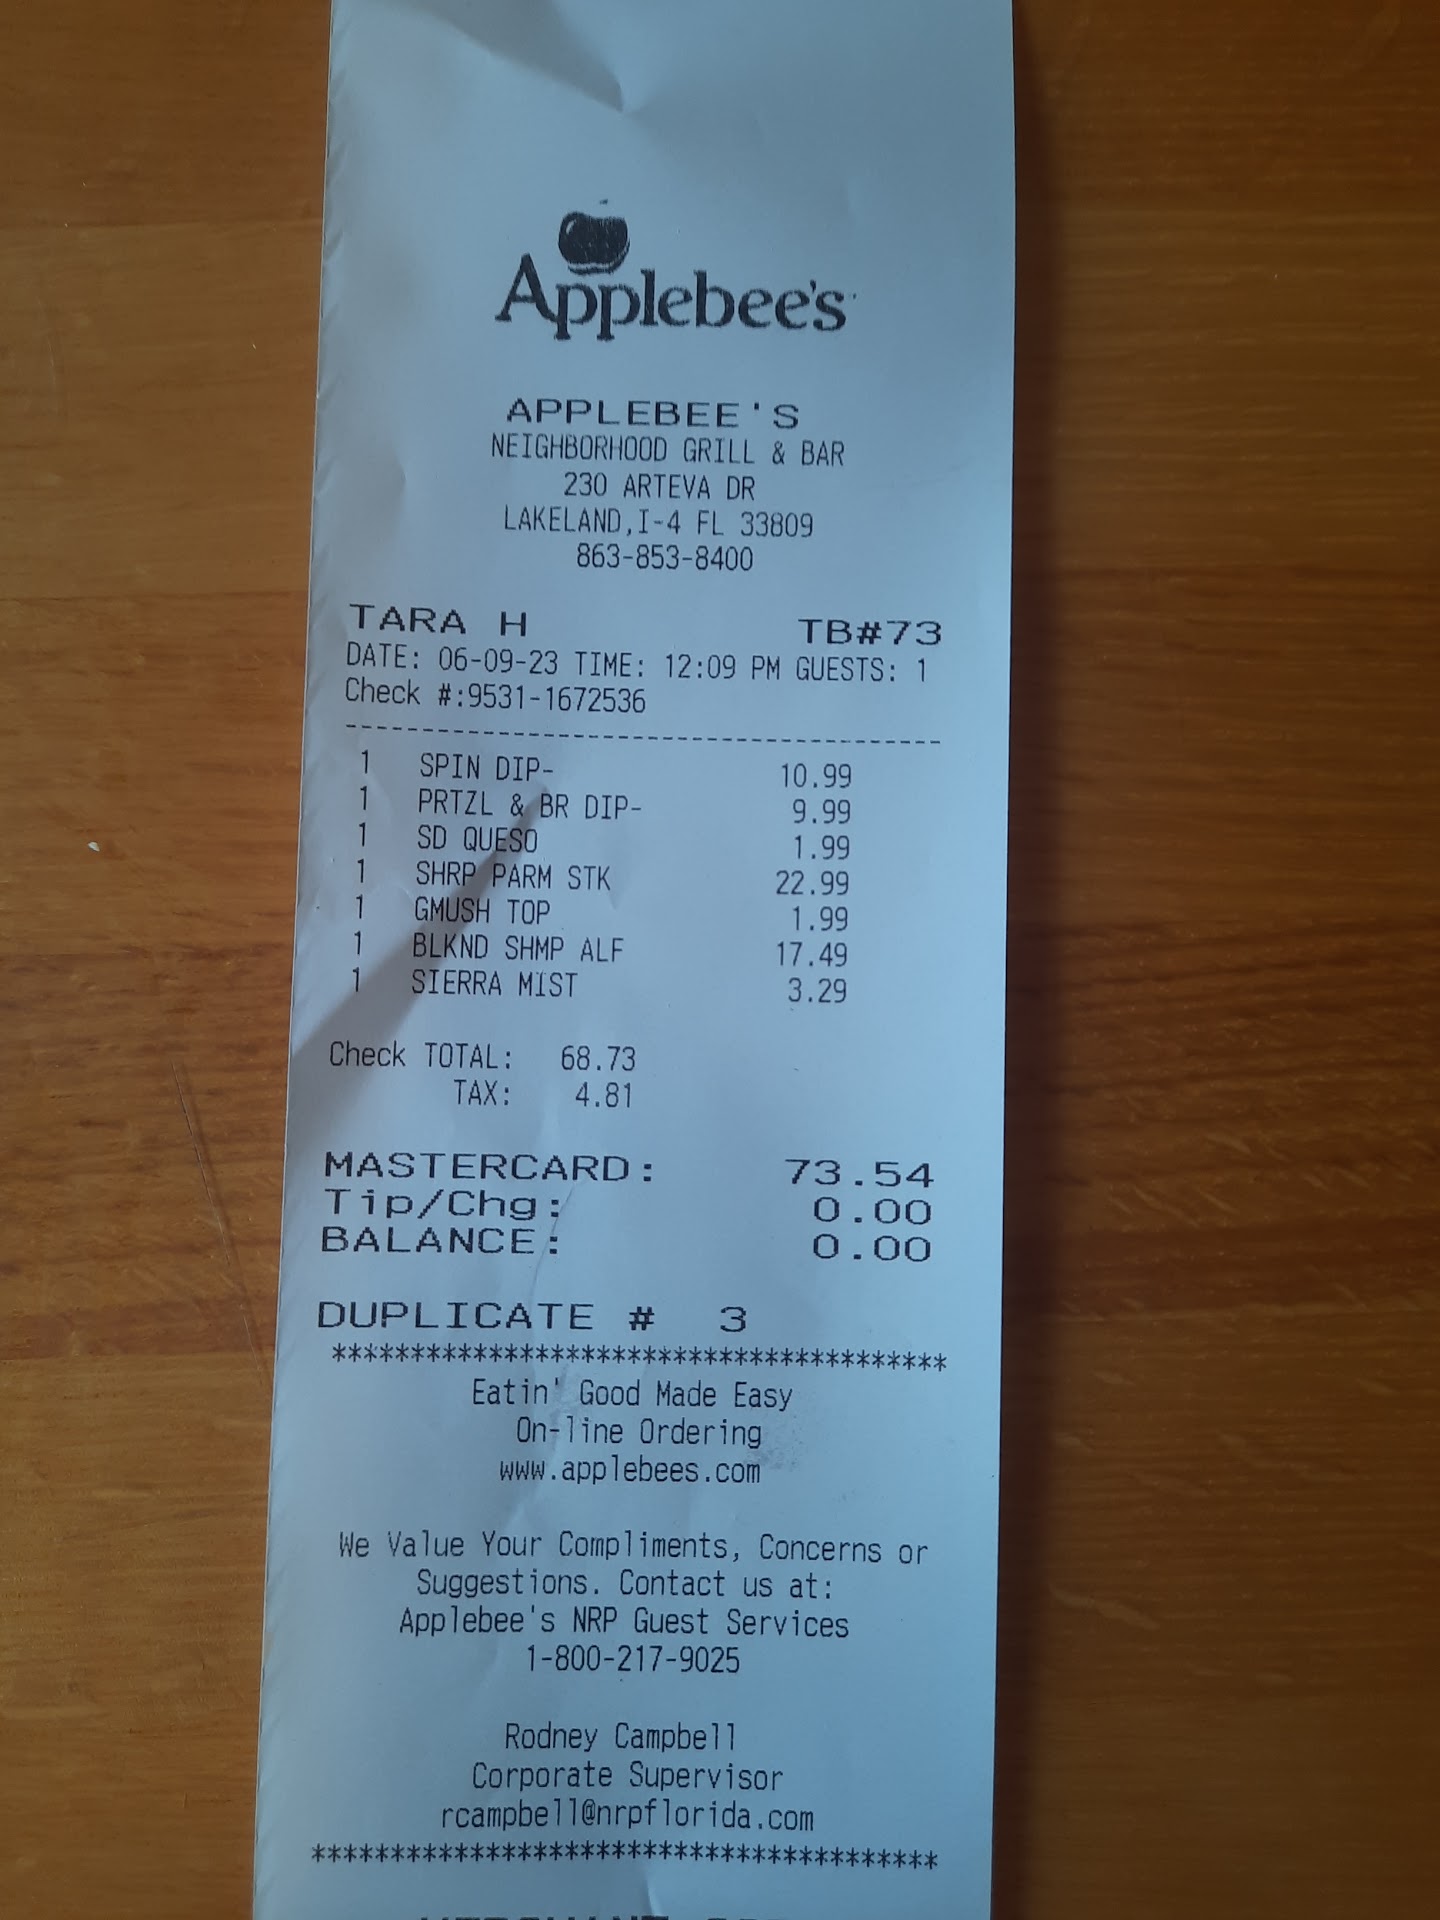 Applebee's
APPLEBEE'S
NEIGHBORHOOD GRILL & BAR
230 ARTEVA DR
LAKELAND,I-4 FL 33809
863-853-8400
TARA H TB#73
DATE: 06-09-23 TIME: 12:09 PM GUESTS: 1
Check #:9531-1672536
----------------------------------------
1 SPIN DIP- 10.99
1 PRTZL & BR DIP- 9.99
1 SD QUESO 1.99
1 SHRP PARM STK 22.99
1 GMUSH TOP 1.99
1 BLKND SHMP ALF 17.49
1 SIERRA MIST 3.29
Check TOTAL: 68.73
TAX: 4.81
MASTERCARD: 73.54
Tip/Chg: 0.00
BALANCE: 0.00
DUPLICATE # 3
****************************************
Eatin' Good Made Easy
On-line Ordering
www.applebees.com
We Value Your Compliments, Concerns or
Suggestions. Contact us at:
Applebee's NRP Guest Services
1-800-217-9025
Rodney Campbell
Corporate Supervisor
rcampbell@nrpflorida.com
****************************************